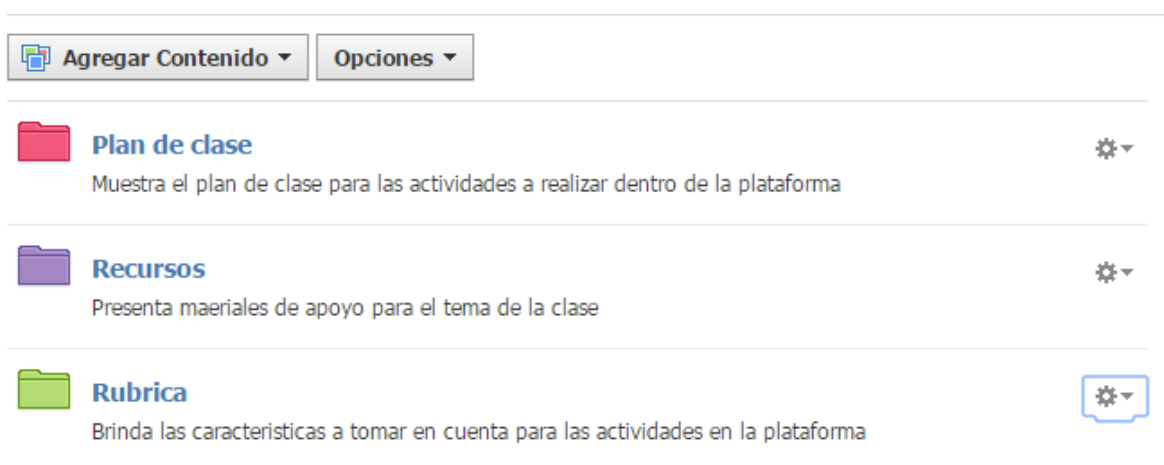 Agregar Contenido
Opciones
Plan de clase
Muestra el plan de clase para las actividades a realizar dentro de la plataforma
Recursos
Presenta maeriales de apoyo para el tema de la clase
Rubrica
Brinda las caracteristicas a tomar en cuenta para las actividades en la plataforma